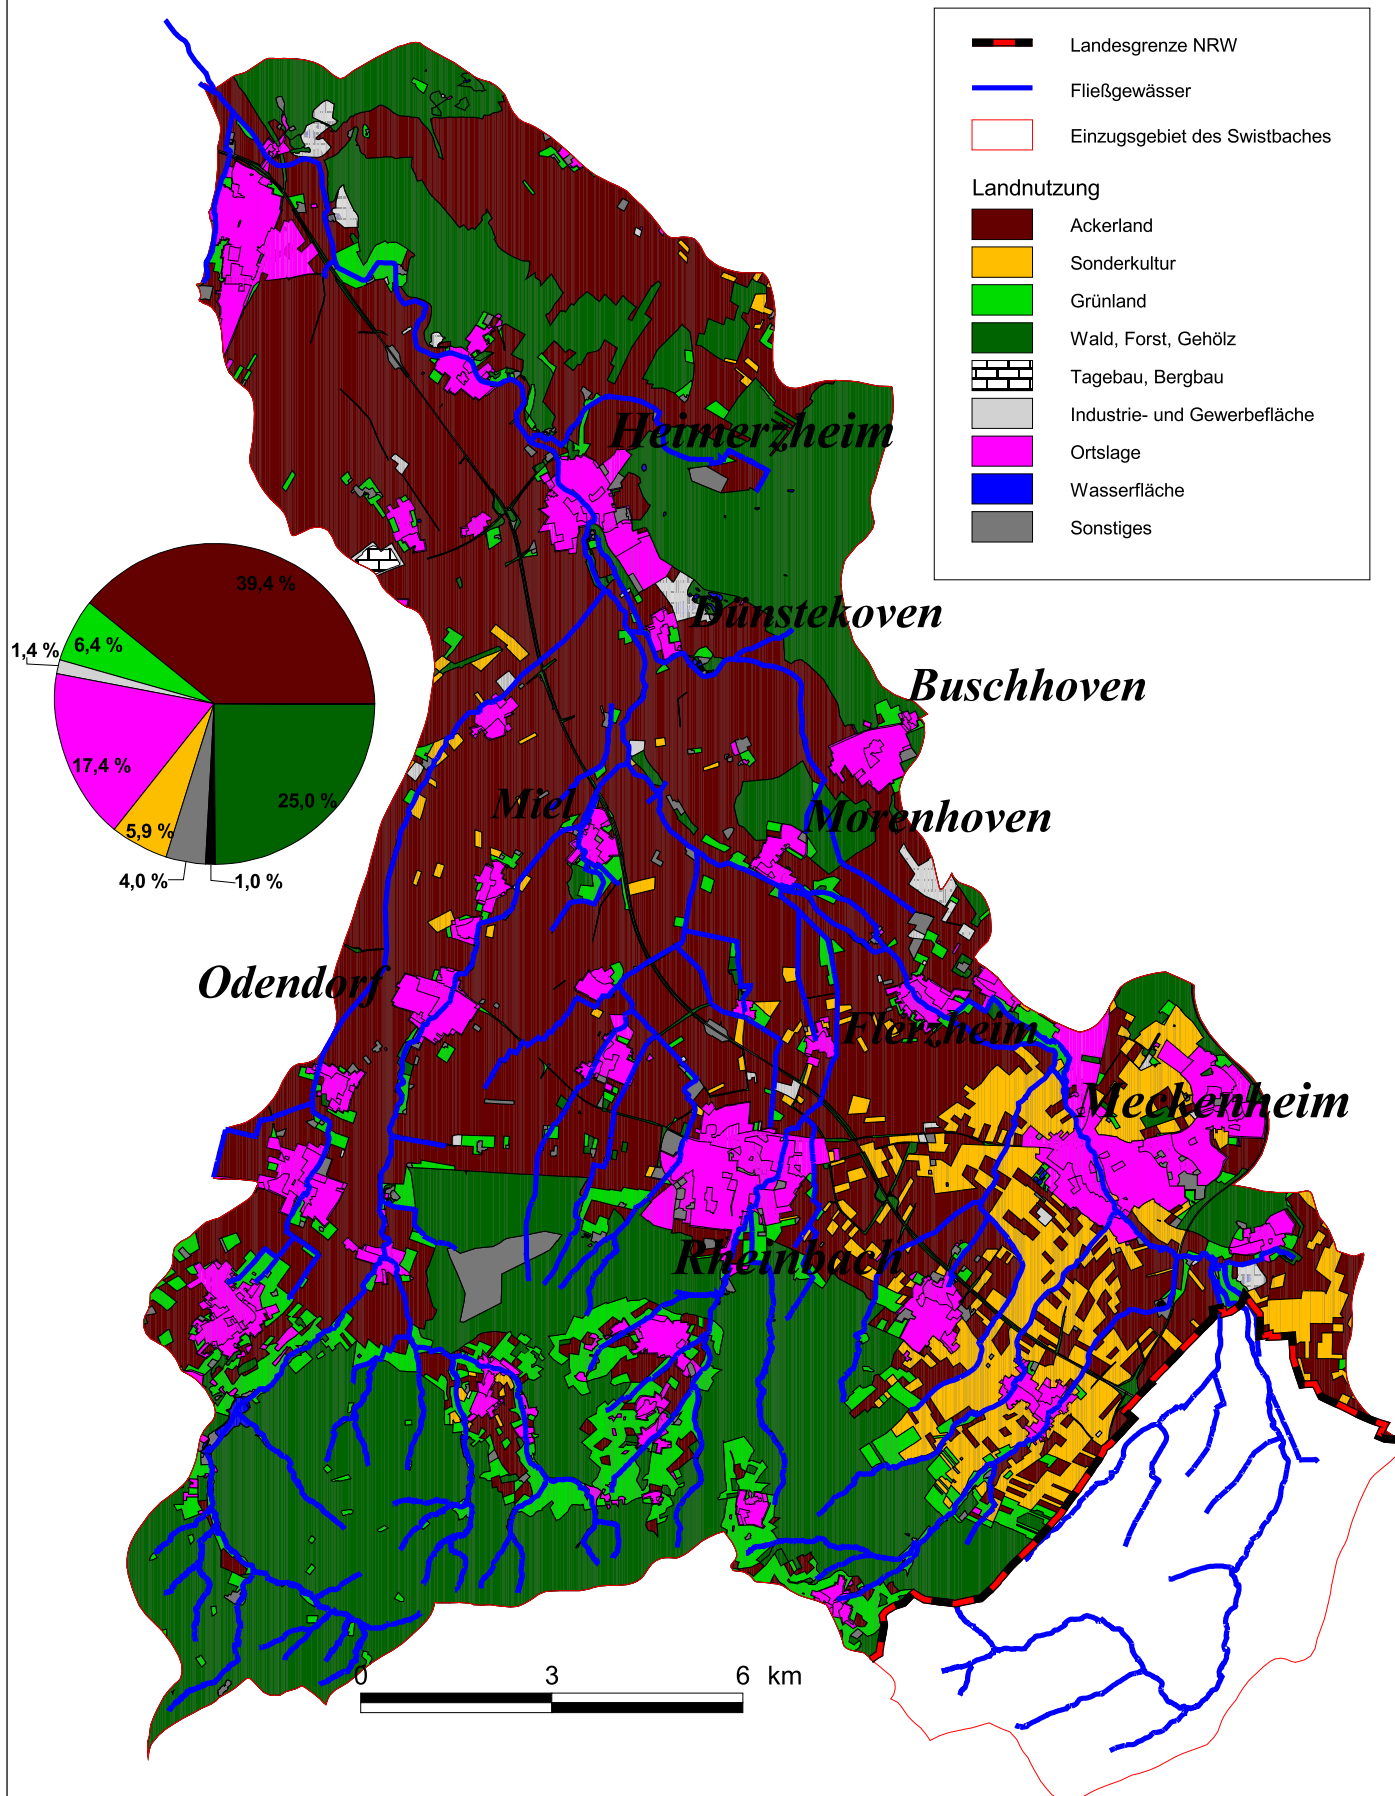 Landesgrenze NRW
Fließgewässer
Einzugsgebiet des Swistbaches
Landnutzung
Ackerland
Sonderkultur
Grünland
Wald, Forst, Gehölz
Tagebau, Bergbau
Industrie- und Gewerbefläche
Ortslage
Wasserfläche
Sonstiges
Heimerzheim
Dünstekoven
Buschhoven
Miel
Morenhoven
Odendorf
Flerzheim
Meckenheim
Rheinbach
39,4 %
6,4 %
1,4 %
17,4 %
25,0 %
5,9 %
4,0 %
1,0 %
0 3 6 km